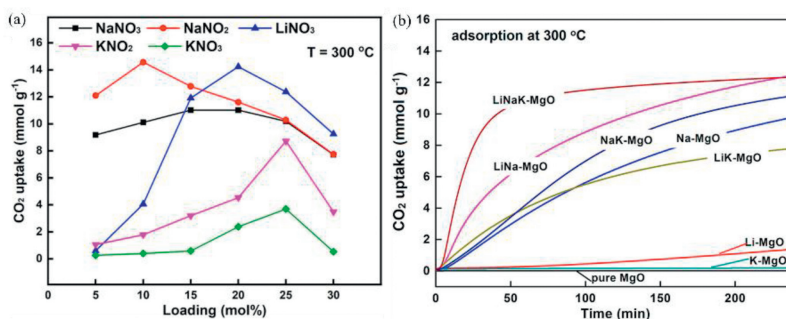 (a)
NaNO₃ NaNO₂ LiNO₃
KNO₂ KNO₃
T = 300 °C
CO₂ uptake (mmol g⁻¹)
16
14
12
10
8
6
4
2
0
5 10 15 20 25 30
Loading (mol%)
(b)
adsorption at 300 °C
CO₂ uptake (mmol g⁻¹)
16
14
12
10
8
6
4
2
0
LiNaK-MgO
LiNa-MgO
NaK-MgO
Na-MgO
LiK-MgO
Li-MgO
K-MgO
pure MgO
0 50 100 150 200
Time (min)